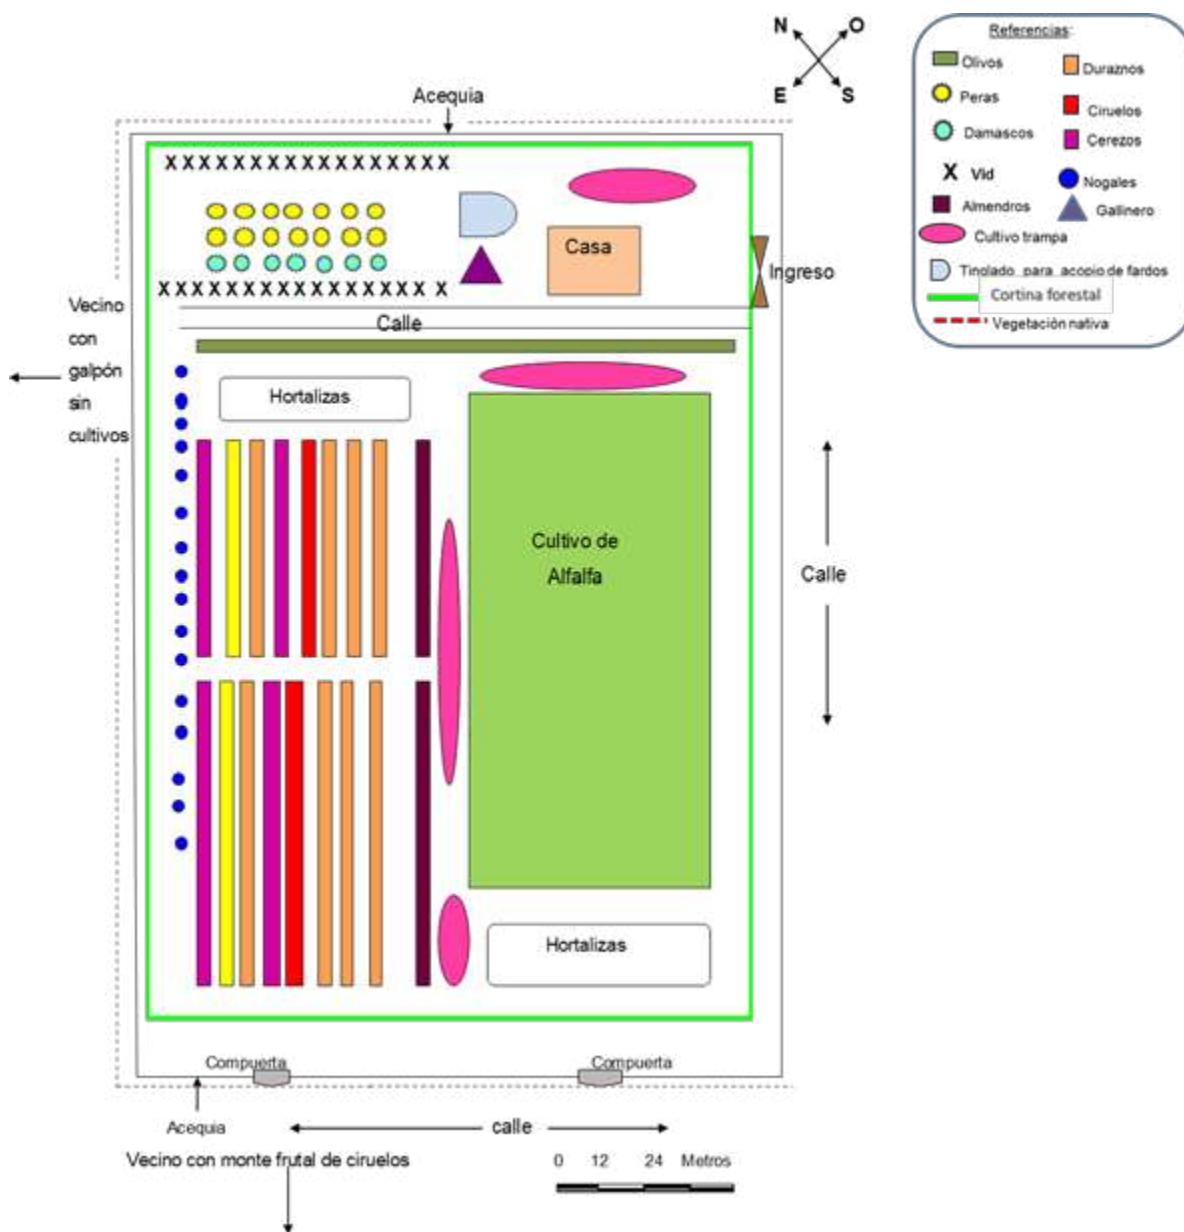 N
O
E
S
Referencias:
Olivos
Duraznos
Peras
Ciruelos
Damascos
Cerezos
X Vid
Nogales
Almendros
Gallinero
Cultivo trampa
Tinglado para acopio de fardos
Cortina forestal
Vegetación nativa
Acequia
X X X X X X X X X X X X X X X X X
Casa
Ingreso
X X X X X X X X X X X X X X X X X
Calle
Vecino
con
galpón
sin
cultivos
Hortalizas
Cultivo de
Alfalfa
Calle
Hortalizas
Compuerta
Compuerta
Acequia
calle
Vecino con monte frutal de ciruelos
0 12 24 Metros